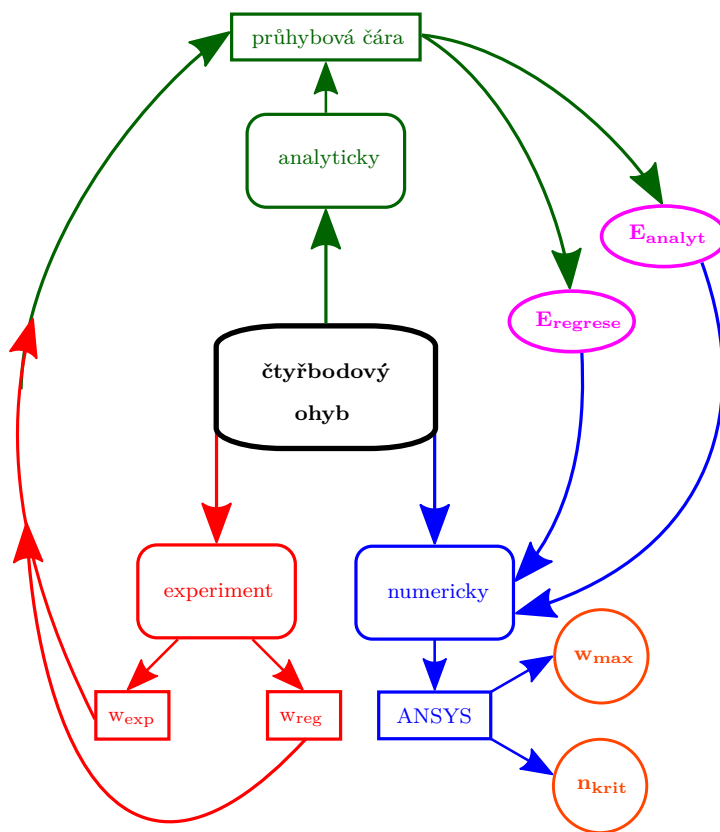 průhybová čára
analyticky
E_analyt
E_regrese
čtyřbodový
ohyb
experiment
numericky
w_max
w_exp
w_reg
ANSYS
n_krit